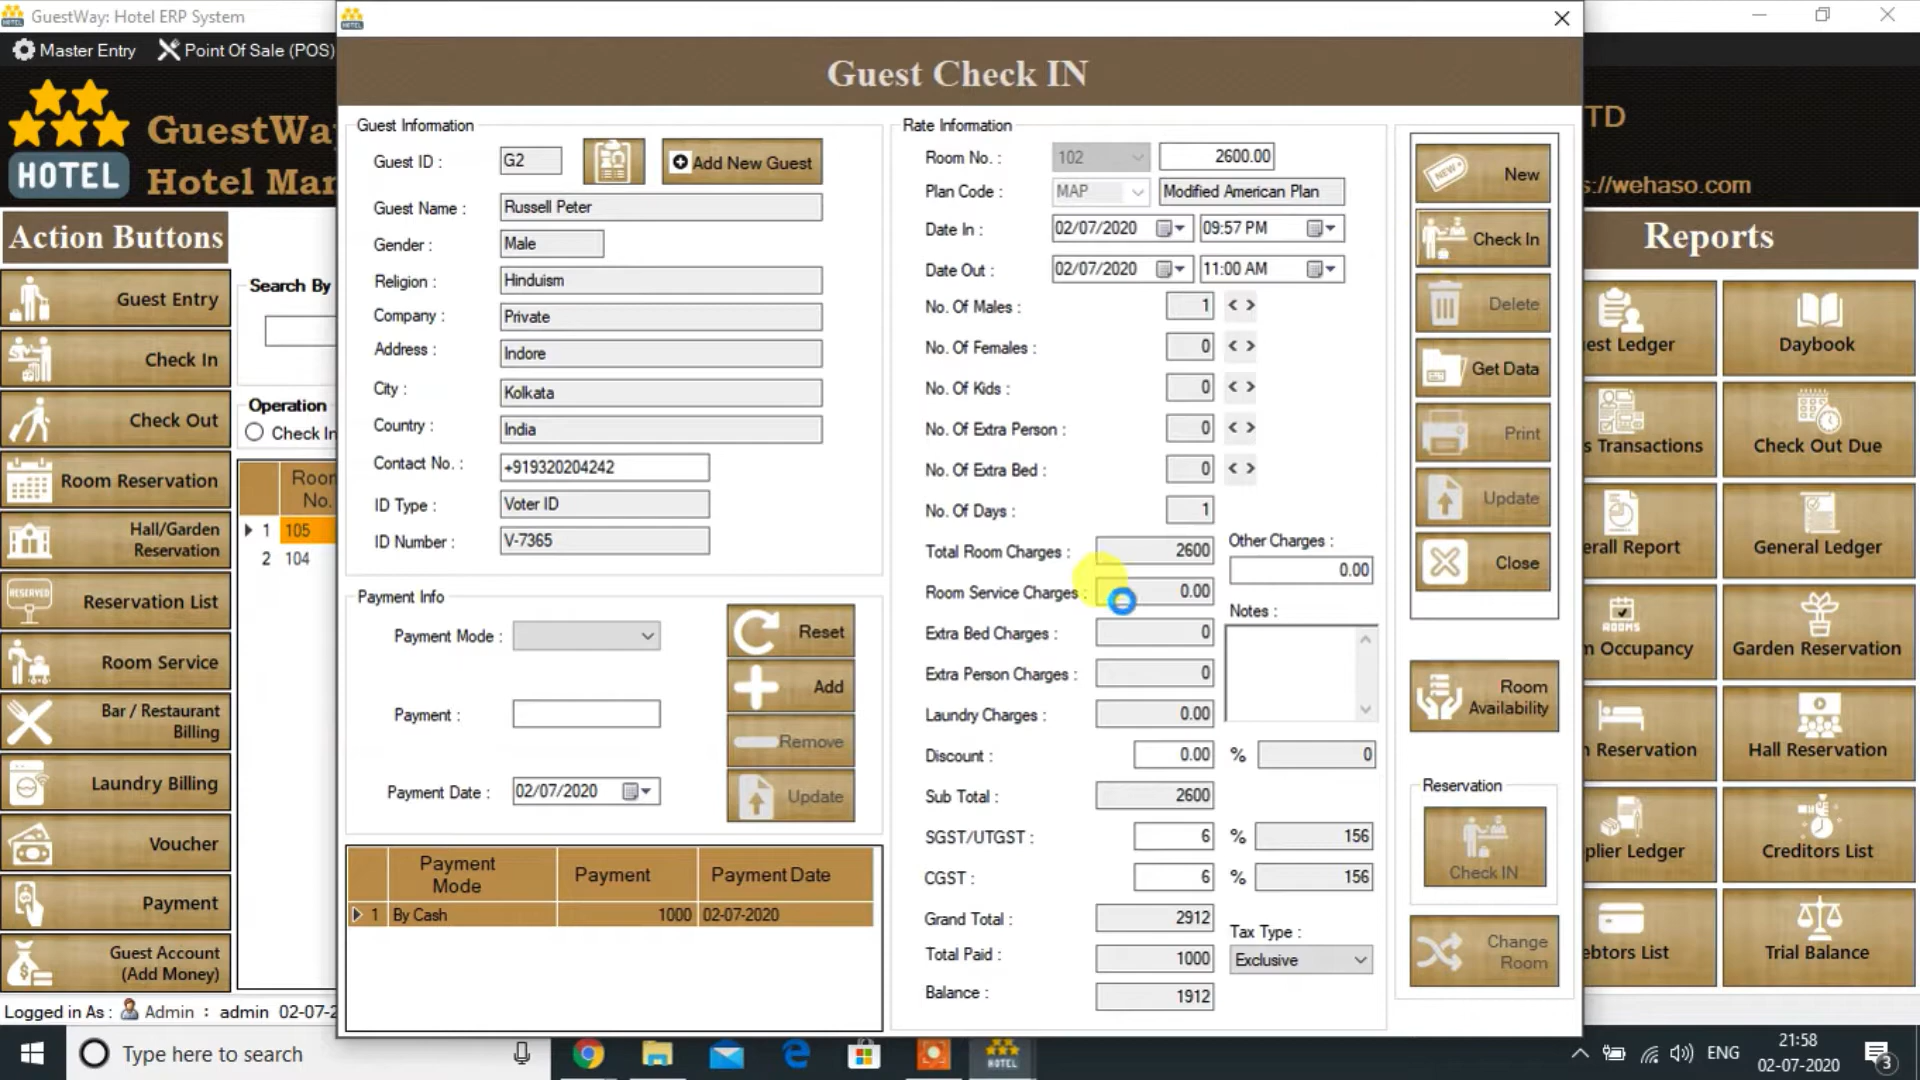 GuestWay: Hotel ERP System
Master Entry
Point Of Sale (POS)
HOTEL
GuestWa
Hotel Mar
TD
s://wehaso.com
Action Buttons
Guest Entry
Check In
Check Out
Room Reservation
Hall/Garden
Reservation
RESERVED
Reservation List
Room Service
Bar / Restaurant
Billing
Laundry Billing
Voucher
Payment
Guest Account
(Add Money)
Search By
Operation
Check In
Room
No.
1 105
2 104
Logged in As : Admin : admin 02-07-2
HOTEL
Guest Check IN
Guest Information
Guest ID : G2
Add New Guest
Guest Name : Russell Peter
Gender : Male
Religion : Hinduism
Company : Private
Address : Indore
City : Kolkata
Country : India
Contact No. : +919320204242
ID Type : Voter ID
ID Number : V-7365
Payment Info
Payment Mode :
Payment :
Payment Date : 02/07/2020
Reset
Add
Remove
Update
Payment Mode Payment Payment Date
1 By Cash 1000 02-07-2020
Rate Information
Room No. : 102 2600.00
Plan Code : MAP Modified American Plan
Date In : 02/07/2020 09:57 PM
Date Out : 02/07/2020 11:00 AM
No. Of Males : 1 < >
No. Of Females : 0 < >
No. Of Kids : 0 < >
No. Of Extra Person : 0 < >
No. Of Extra Bed : 0 < >
No. Of Days : 1
Total Room Charges : 2600
Other Charges :
0.00
Room Service Charges : 0.00
Notes :
Extra Bed Charges : 0
Extra Person Charges : 0
Laundry Charges : 0.00
Discount : 0.00 % 0
Sub Total : 2600
SGST/UTGST : 6 % 156
CGST : 6 % 156
Grand Total : 2912
Tax Type :
Exclusive
Total Paid : 1000
Balance : 1912
NEW
New
Check In
Delete
Get Data
Print
Update
Close
Room
Availability
Reservation
Check IN
Change
Room
Reports
est Ledger
Daybook
s Transactions
Check Out Due
erall Report
General Ledger
ROOMS
n Occupancy
Garden Reservation
n Reservation
Hall Reservation
plier Ledger
Creditors List
ebtors List
Trial Balance
Type here to search
HOTEL
ENG
21:58
02-07-2020
3